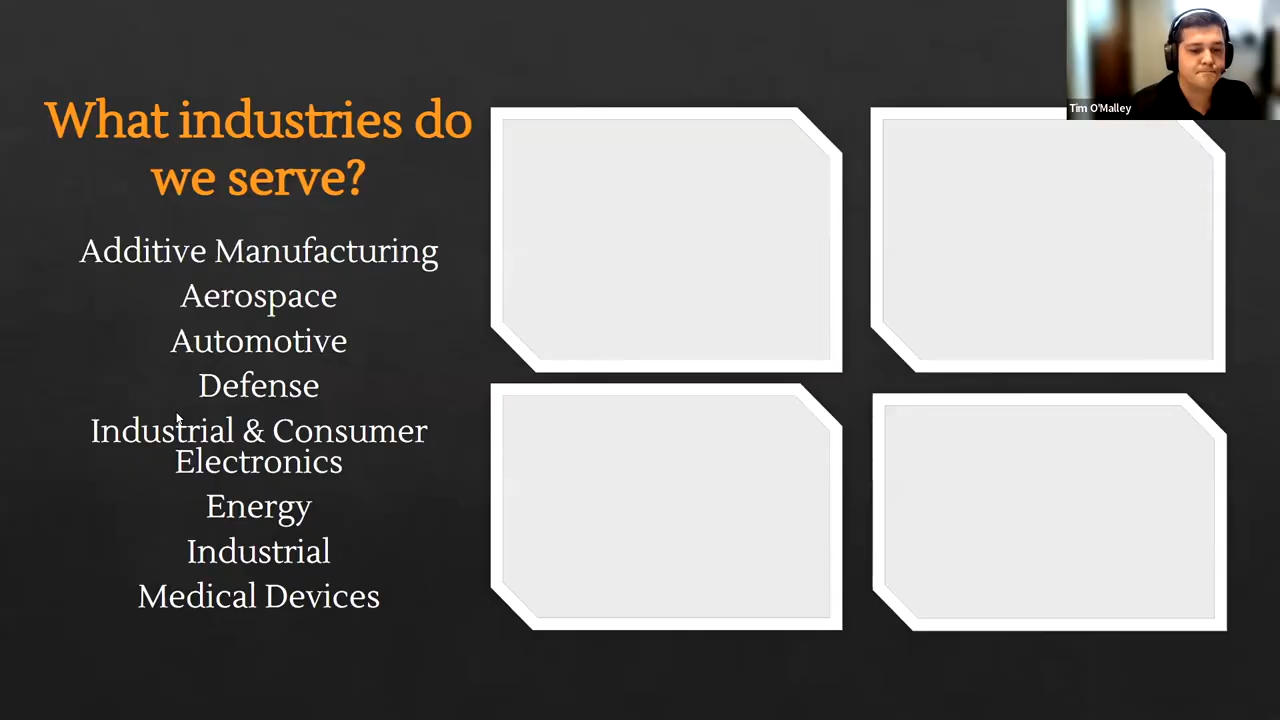 What industries do
we serve?
Additive Manufacturing
Aerospace
Automotive
Defense
Industrial & Consumer
Electronics
Energy
Industrial
Medical Devices
Tim O'Malley